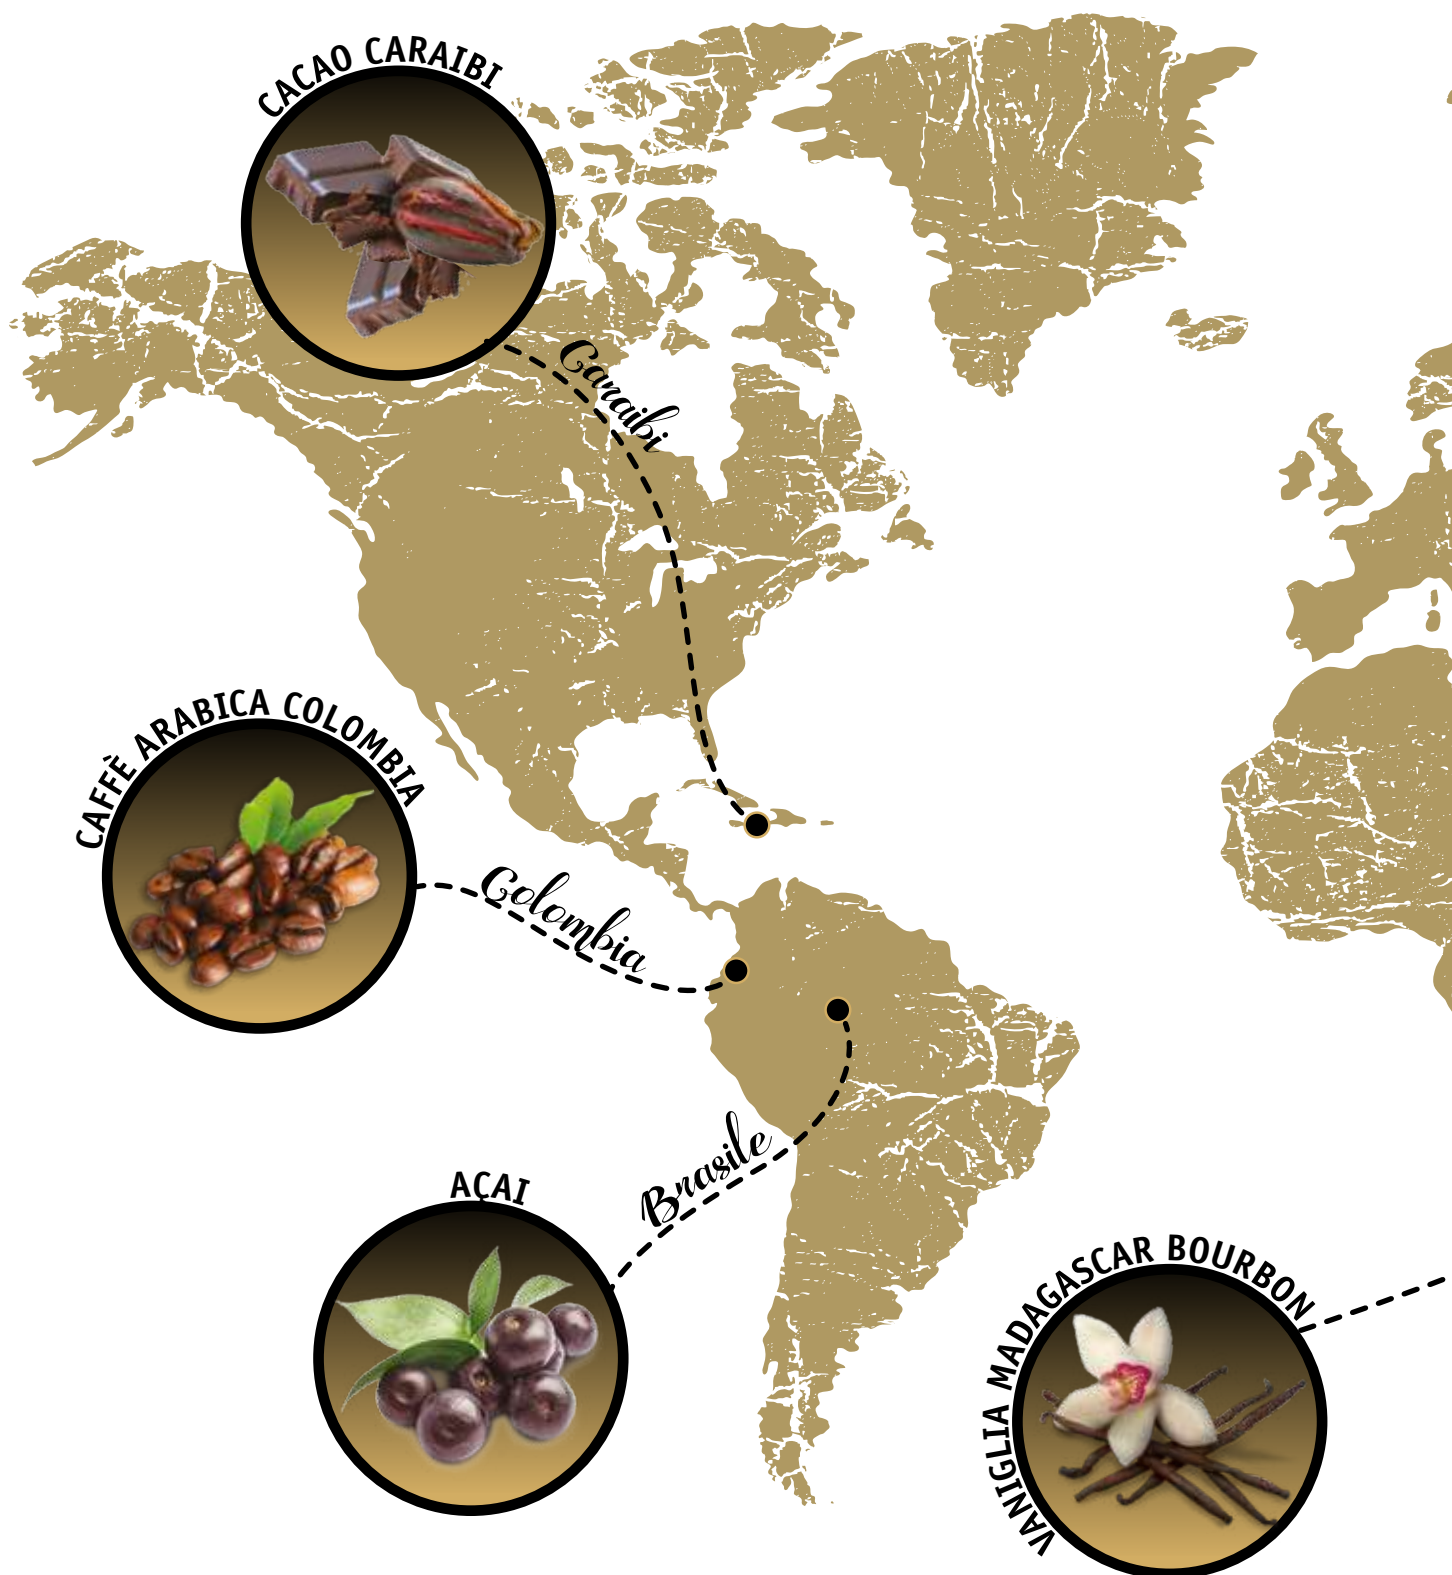 CACAO CARAIBI
Caraibi
CAFFÈ ARABICA COLOMBIA
Colombia
Brasile
AÇAI
VANIGLIA MADAGASCAR BOURBON